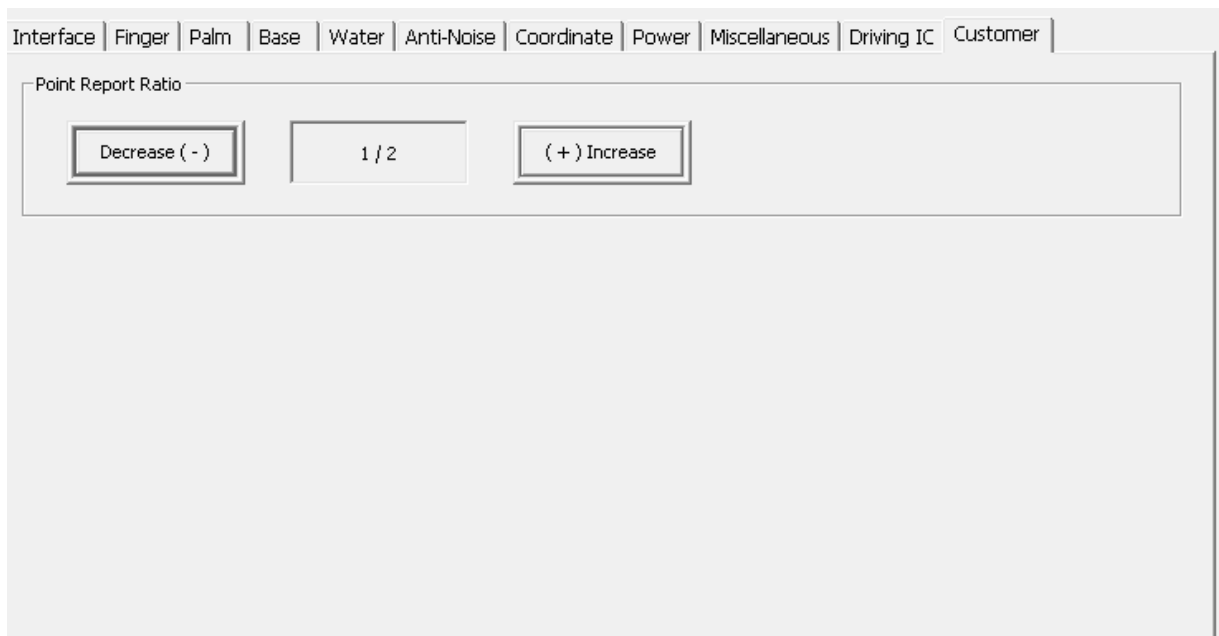 Interface Finger Palm Base Water Anti-Noise Coordinate Power Miscellaneous Driving IC Customer
Point Report Ratio
Decrease ( - ) 1 / 2 ( + ) Increase